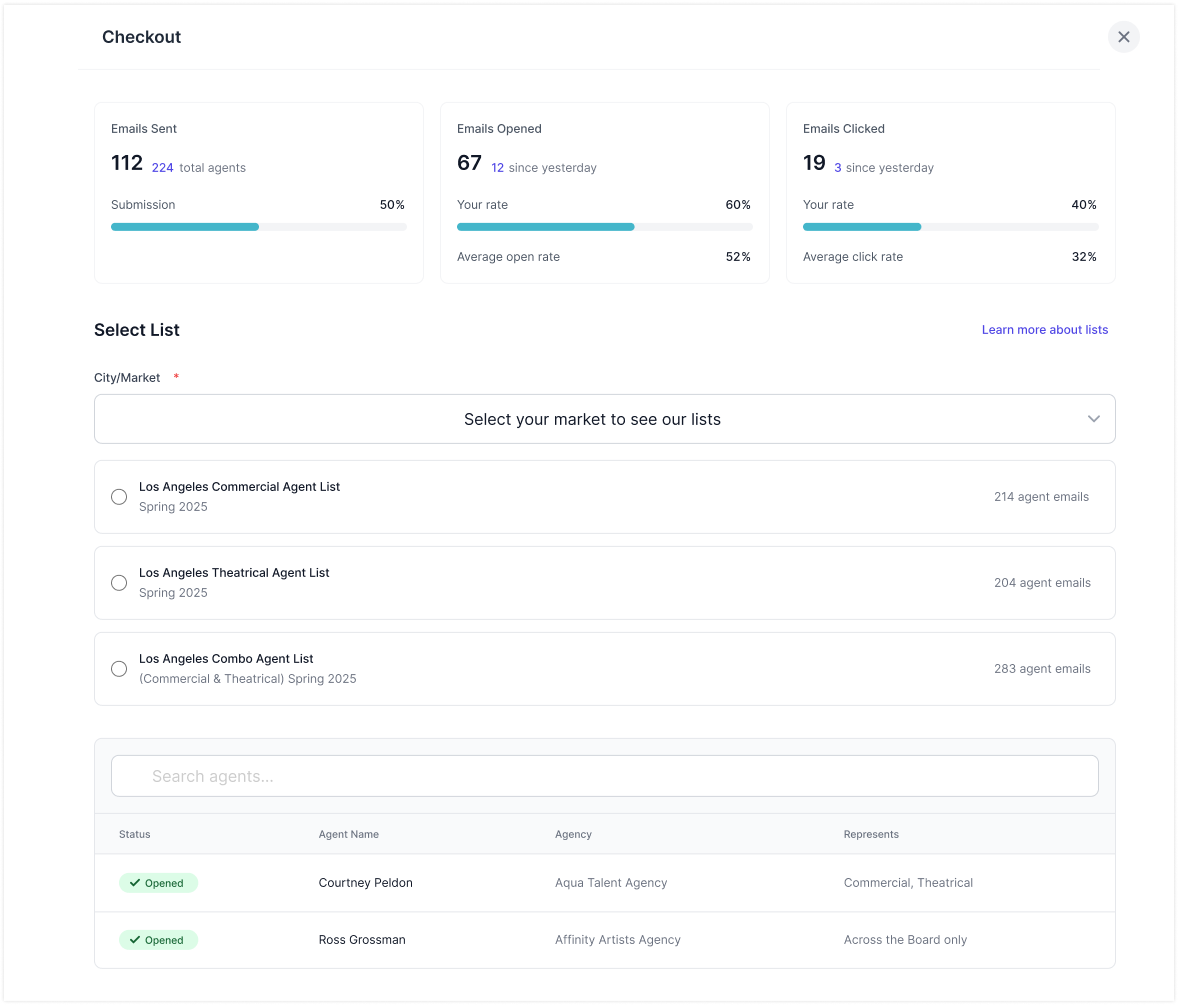 Checkout
Emails Sent
112 224 total agents
Submission 50%
Emails Opened
67 12 since yesterday
Your rate 60%
Average open rate 52%
Emails Clicked
19 3 since yesterday
Your rate 40%
Average click rate 32%
Select List
Learn more about lists
City/Market *
Select your market to see our lists
Los Angeles Commercial Agent List
Spring 2025
214 agent emails
Los Angeles Theatrical Agent List
Spring 2025
204 agent emails
Los Angeles Combo Agent List
(Commercial & Theatrical) Spring 2025
283 agent emails
Search agents...
Status Agent Name Agency Represents
Opened Courtney Peldon Aqua Talent Agency Commercial, Theatrical
Opened Ross Grossman Affinity Artists Agency Across the Board only